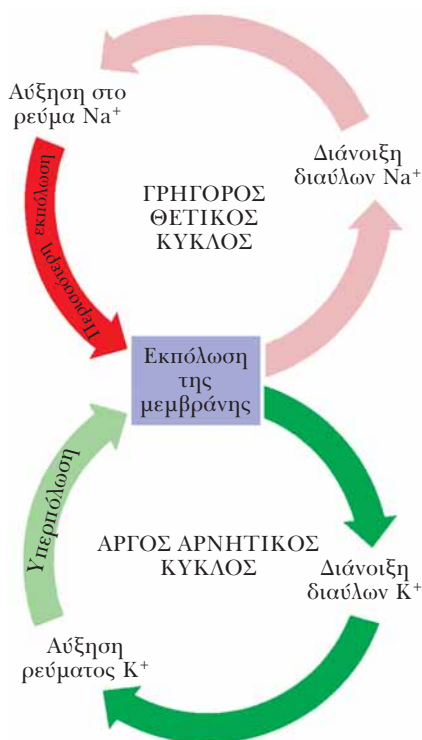 Αύξηση στο
ρεύμα Na⁺
Διάνοιξη
διαύλων Na⁺
ΓΡΗΓΟΡΟΣ
ΘΕΤΙΚΟΣ
ΚΥΚΛΟΣ
Περισσότερη εκπόλωση
Εκπόλωση
της
μεμβράνης
Υπερπόλωση
ΑΡΓΟΣ ΑΡΝΗΤΙΚΟΣ
ΚΥΚΛΟΣ
Διάνοιξη
διαύλων K⁺
Αύξηση
ρεύματος K⁺